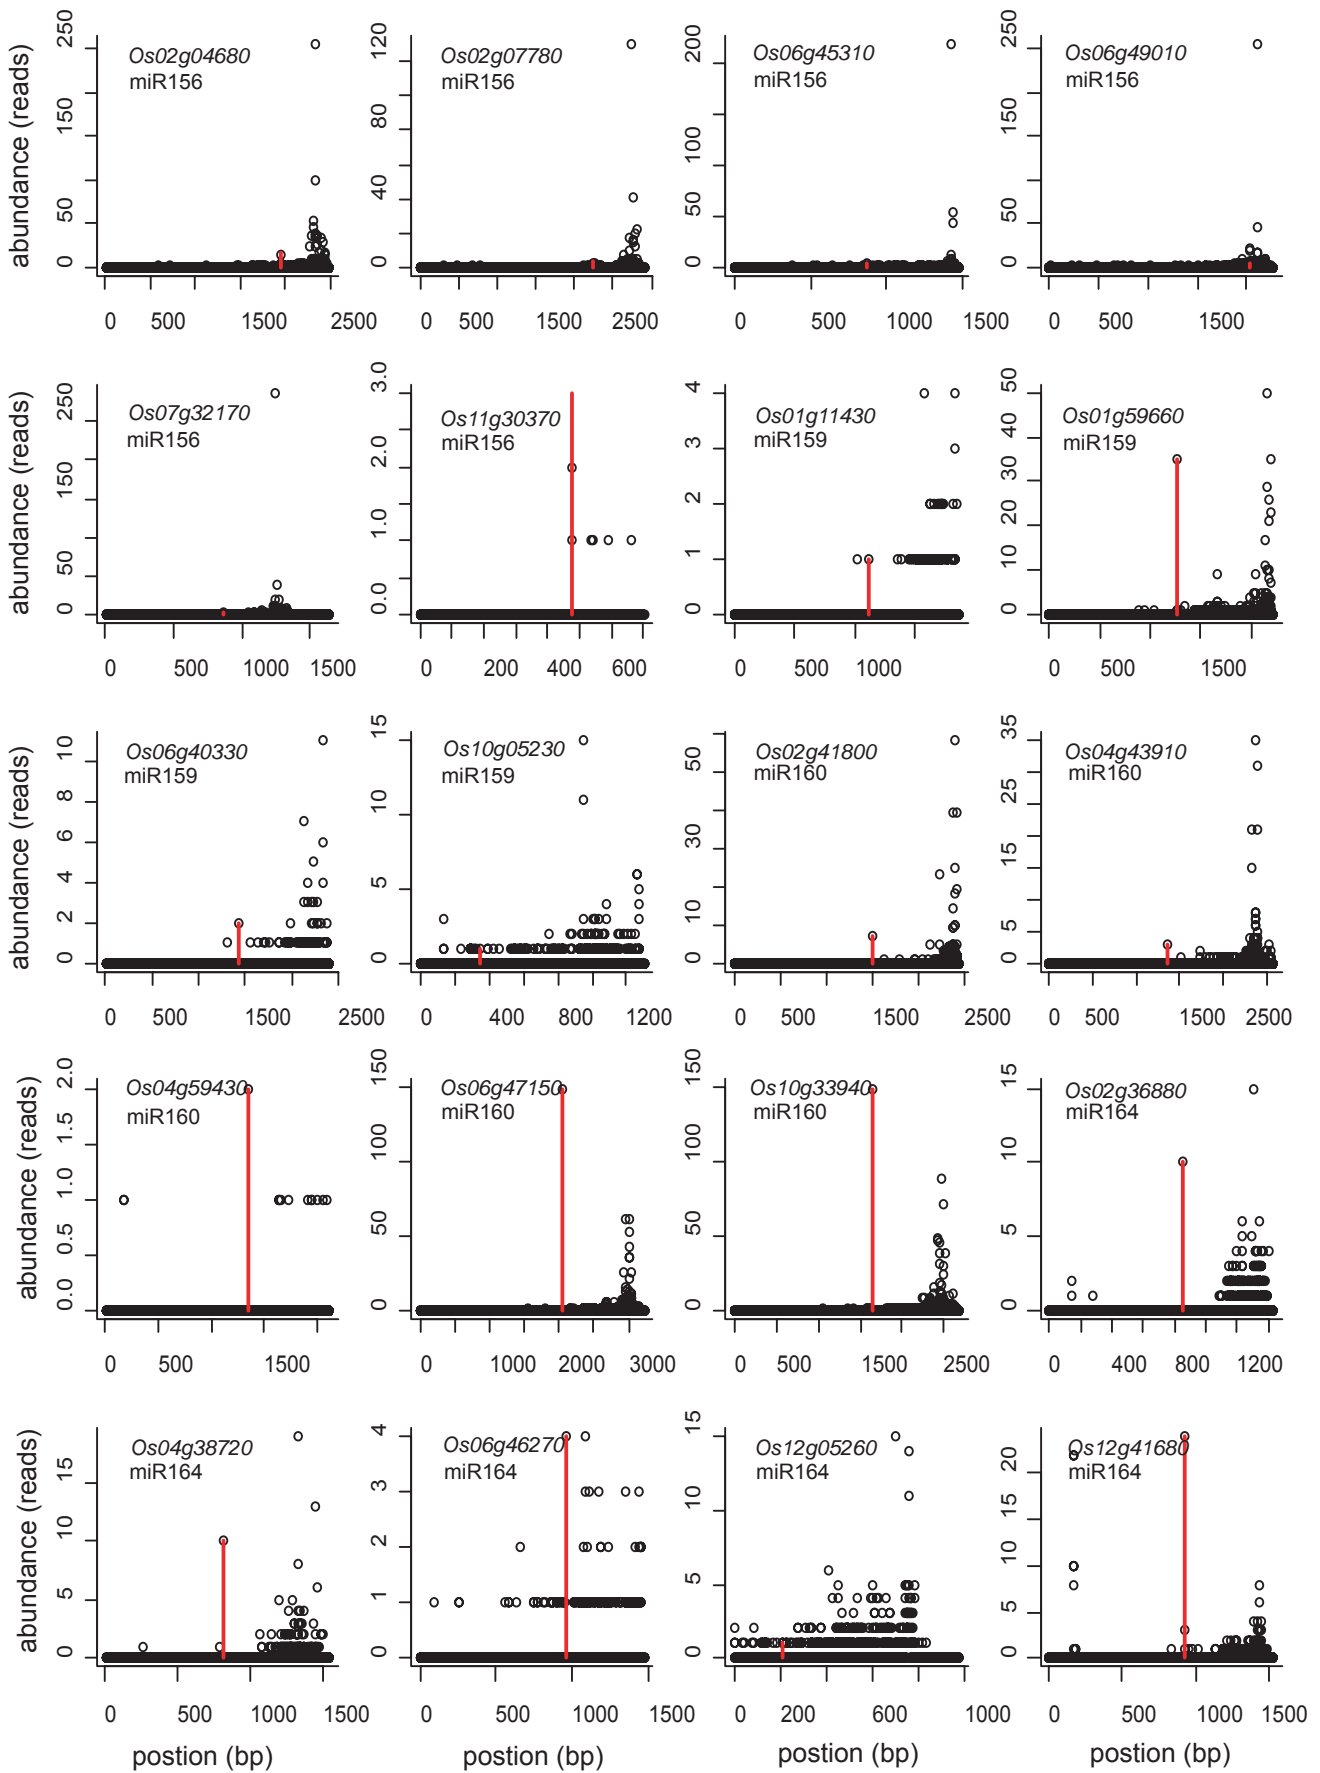 abundance (reads)
250
150
50
0
Os02g04680
miR156
0 500 1500 2500
120
80
40
0
Os02g07780
miR156
0 500 1500 2500
200
100
50
0
Os06g45310
miR156
0 500 1000 1500
250
150
50
0
Os06g49010
miR156
0 500 1500
abundance (reads)
250
150
50
0
Os07g32170
miR156
0 500 1000 1500
3.0
2.0
1.0
0.0
Os11g30370
miR156
0 200 400 600
4
3
2
1
0
Os01g11430
miR159
0 500 1000
50
40
30
20
10
0
Os01g59660
miR159
0 500 1500
abundance (reads)
10
8
6
4
2
0
Os06g40330
miR159
0 500 1500 2500
15
10
5
0
Os10g05230
miR159
0 400 800 1200
50
30
10
0
Os02g41800
miR160
0 500 1500 2500
35
25
15
5
0
Os04g43910
miR160
0 500 1500 2500
abundance (reads)
2.0
1.5
1.0
0.5
0.0
Os04g59430
miR160
0 500 1500
150
100
50
0
Os06g47150
miR160
0 1000 2000 3000
150
100
50
0
Os10g33940
miR160
0 500 1500 2500
15
10
5
0
Os02g36880
miR164
0 400 800 1200
abundance (reads)
15
10
5
0
Os04g38720
miR164
0 500 1000 1500
postion (bp)
4
3
2
1
0
Os06g46270
miR164
0 500 1000 1500
postion (bp)
15
10
5
0
Os12g05260
miR164
0 200 600 1000
postion (bp)
20
15
10
5
0
Os12g41680
miR164
0 500 1000 1500
postion (bp)